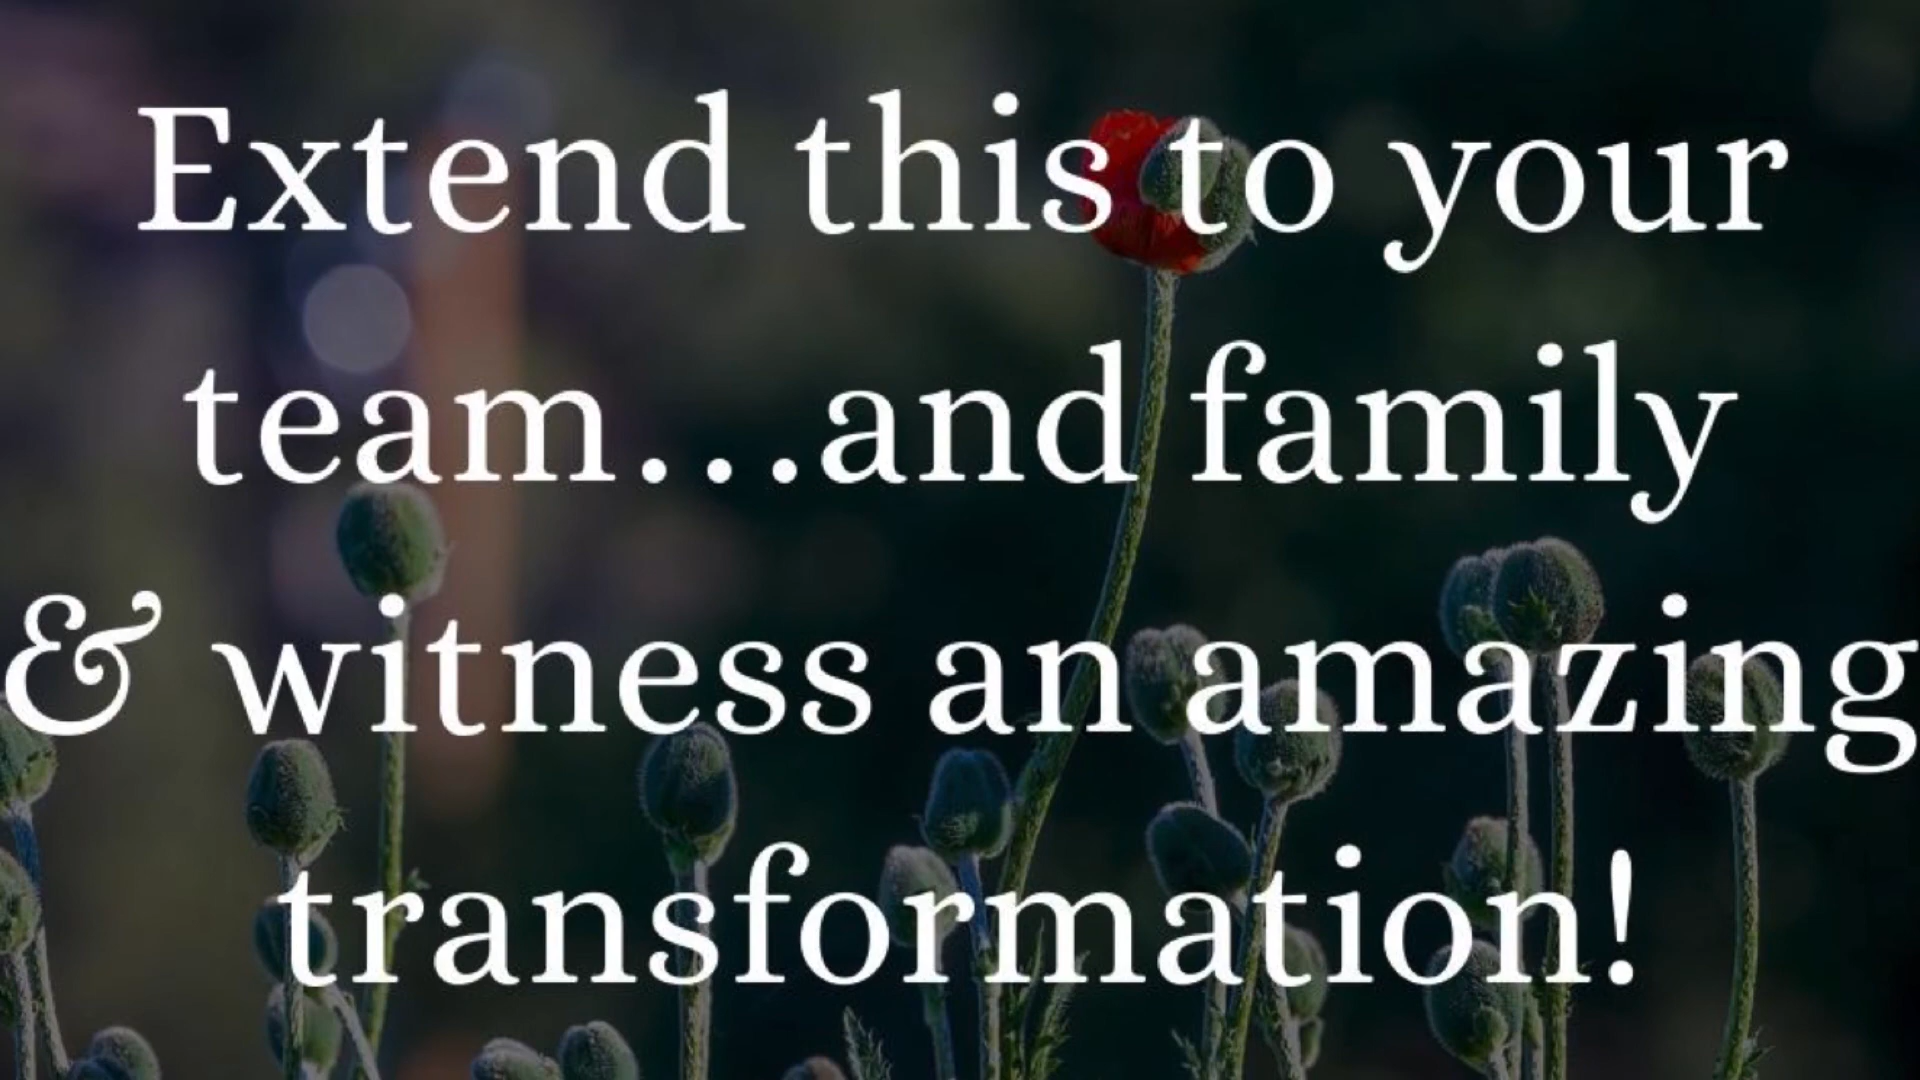 Extend this to your
team...and family
& witness an amazing
transformation!